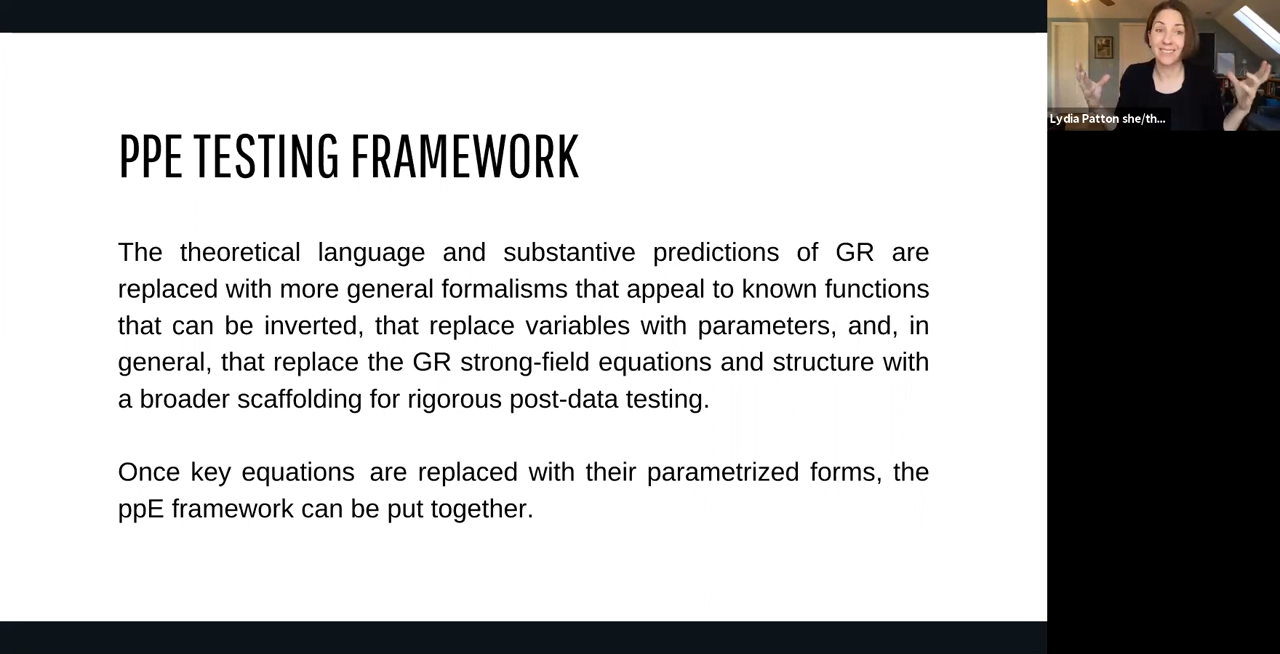 PPE TESTING FRAMEWORK
The theoretical language and substantive predictions of GR are
replaced with more general formalisms that appeal to known functions
that can be inverted, that replace variables with parameters, and, in
general, that replace the GR strong-field equations and structure with
a broader scaffolding for rigorous post-data testing.
Once key equations are replaced with their parametrized forms, the
ppE framework can be put together.
Lydia Patton she/th...